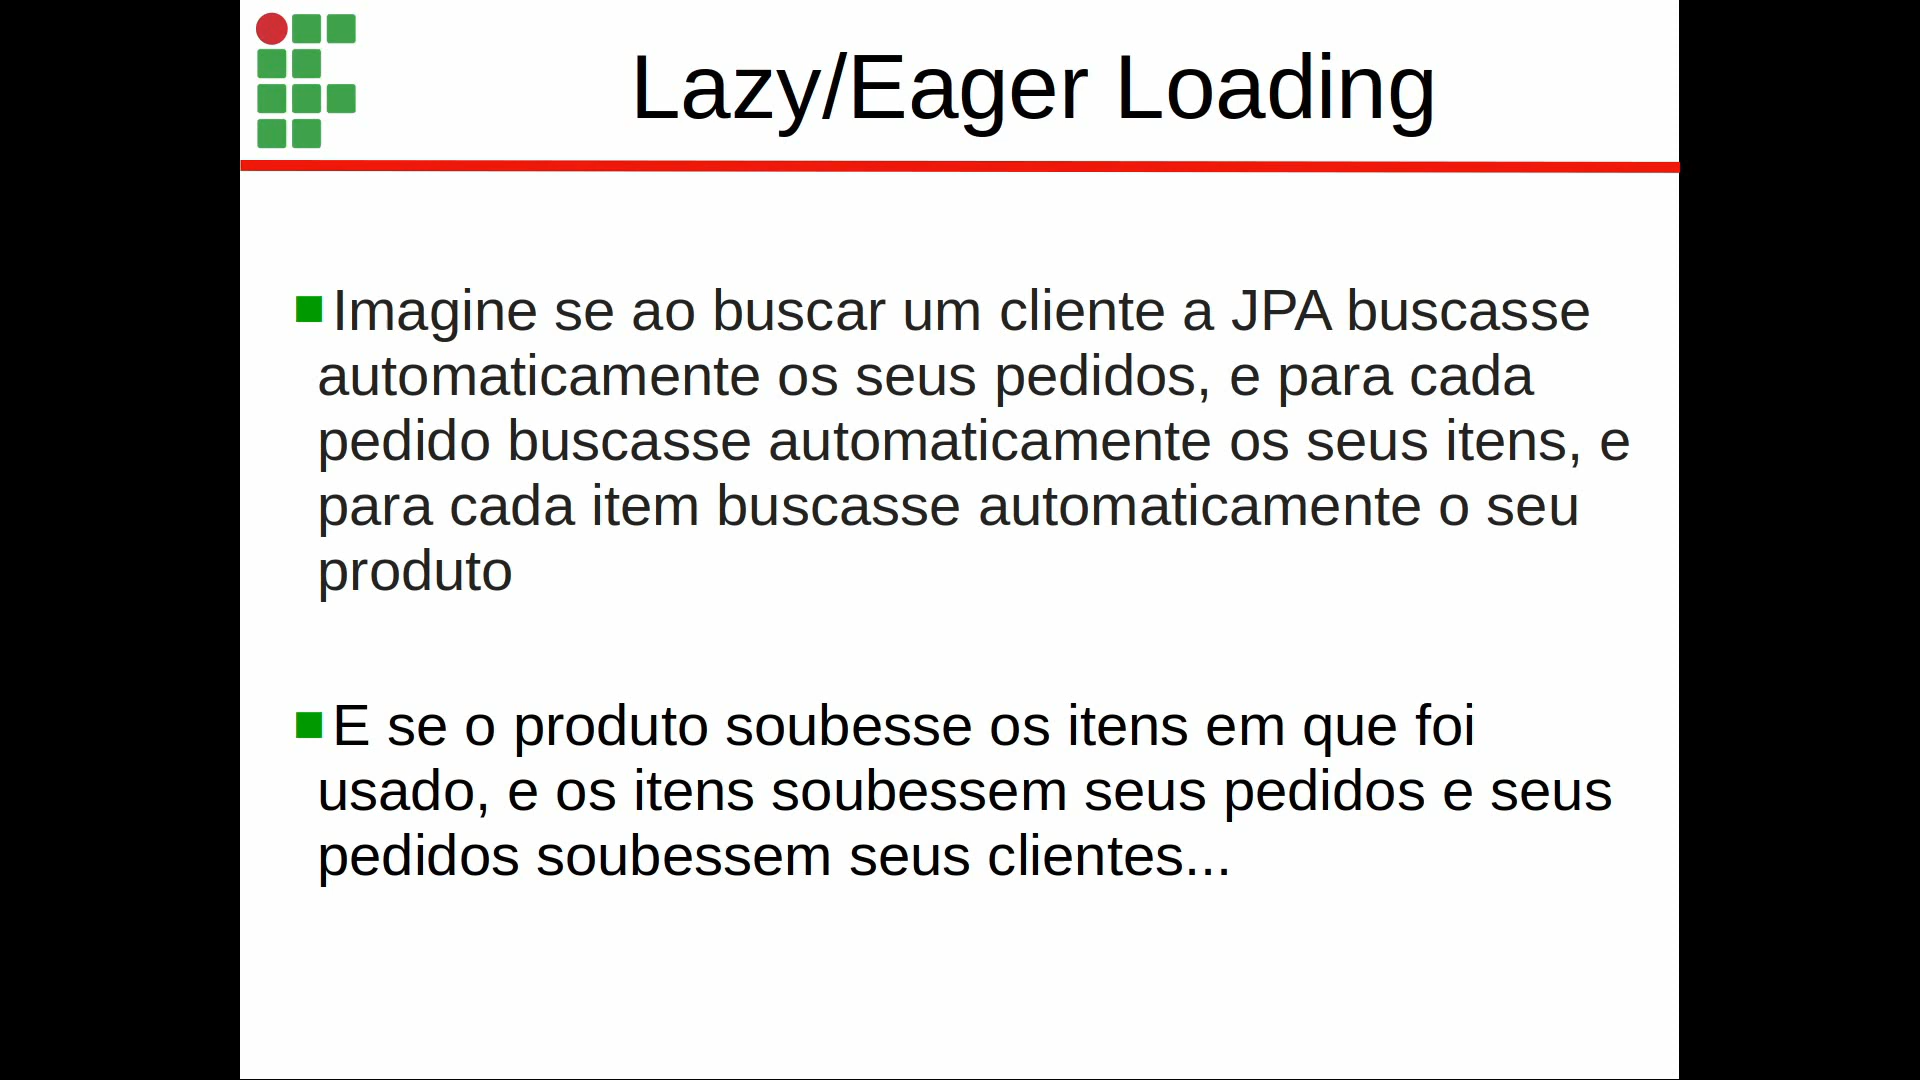 Lazy/Eager Loading
Imagine se ao buscar um cliente a JPA buscasse
automaticamente os seus pedidos, e para cada
pedido buscasse automaticamente os seus itens, e
para cada item buscasse automaticamente o seu
produto
E se o produto soubesse os itens em que foi
usado, e os itens soubessem seus pedidos e seus
pedidos soubessem seus clientes...